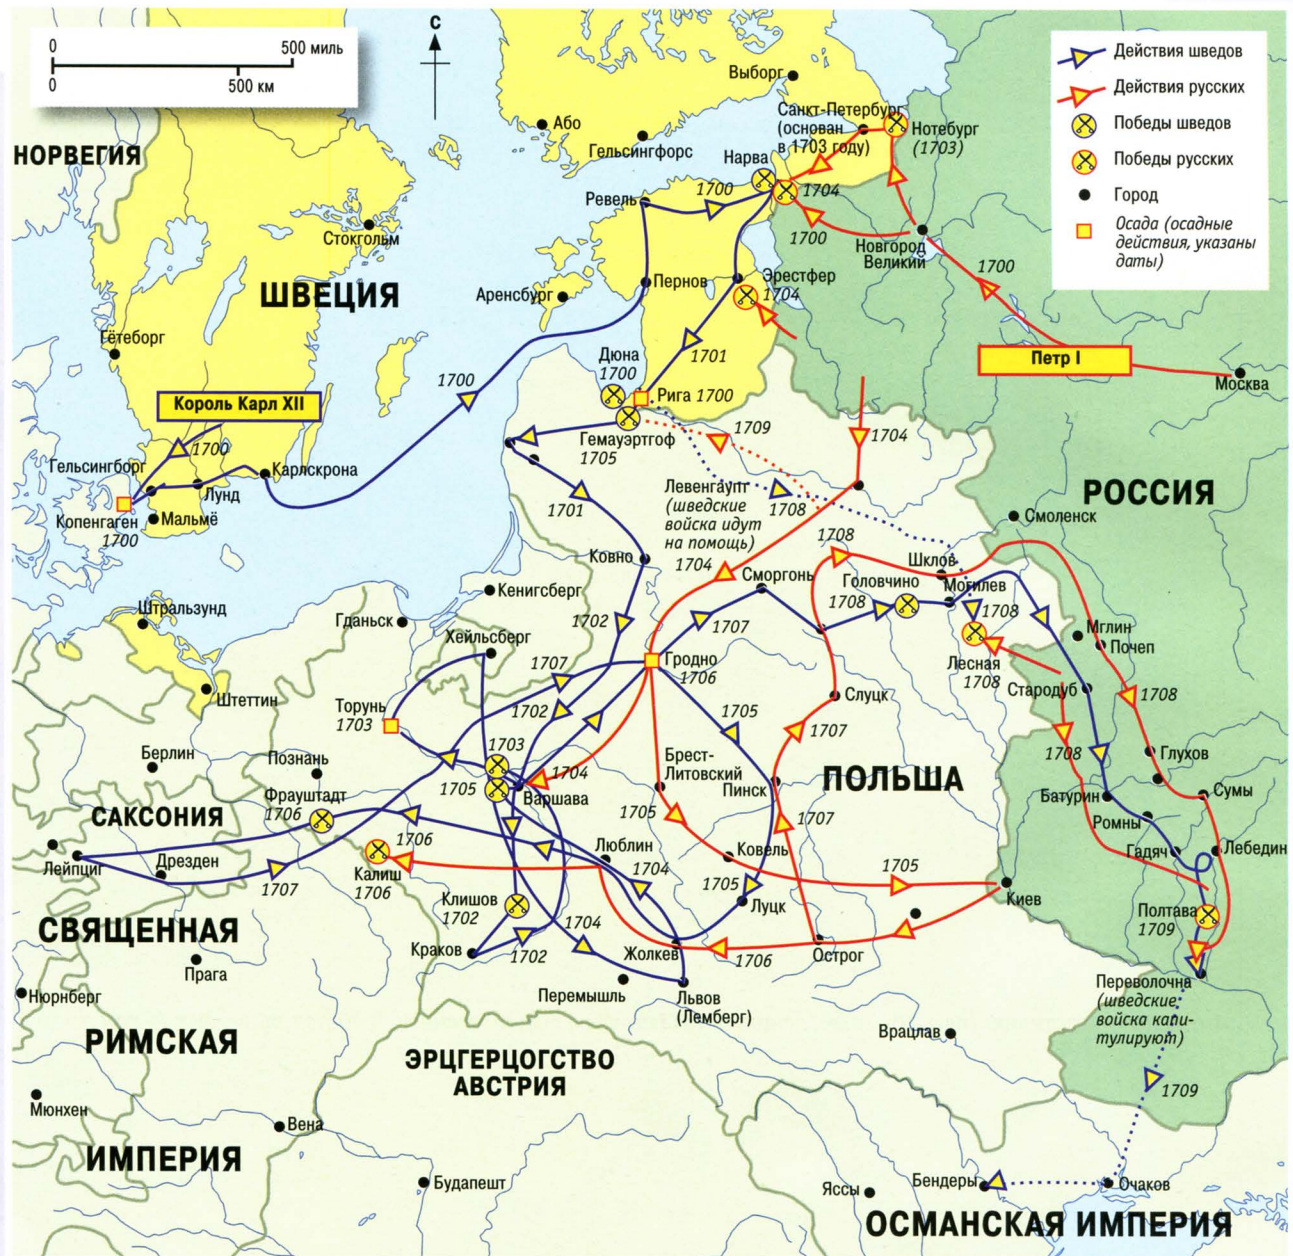 0 500 миль
0 500 км
С
Действия шведов
Действия русских
Победы шведов
Победы русских
Город
Осада (осадные
действия, указаны
даты)
НОРВЕГИЯ
Выборг
Або
Гельсингфорс
Санкт-Петербург
(основан
в 1703 году)
Нотебург
(1703)
Нарва
1704
1700
Ревель
1700
Новгород
Великий
1700
Стокгольм
ШВЕЦИЯ
Аренсбург
Пернов
Эрестфер
1704
Гётеборг
Дюна
1700
1701
Рига 1700
Петр I
Москва
Король Карл XII
1700
1700
Гельсингборг
Лунд
Карлскрона
Копенгаген
1700
Мальмё
Гемауэртгоф
1705
1709
1704
Левенгаупт
(шведские
войска идут
на помощь)
1708
1701
РОССИЯ
Смоленск
Ковно
1704
1708
Шклов
Сморгонь
Головчино
1708
Могилев
1708
Кенигсберг
Штральзунд
Гданьск
Хейльсберг
1702
1707
Мглин
Почеп
Лесная
1708
Гродно
1706
1707
Штеттин
Торунь
1703
1702
1705
Слуцк
Стародуб
1708
1708
Берлин
Познань
1703
1704
1705
Варшава
Брест-
Литовский
Пинск
1707
ПОЛЬША
Глухов
Батурин
Сумы
САКСОНИЯ
Фрауштадт
1706
1706
1705
1707
Ромны
Гадяч
Лебедин
Лейпциг
Дрезден
1707
Калиш
1706
Люблин
1704
Ковель
1705
1705
Луцк
Киев
Клишов
1702
1704
СВЯЩЕННАЯ
Краков
1702
Жолкев
1706
Острог
Полтава
1709
Прага
Нюрнберг
Перемышль
Львов
(Лемберг)
Переволочна
(шведские
войска капи-
тулируют)
РИМСКАЯ
Врацлав
ЭРЦГЕРЦОГСТВО
АВСТРИЯ
1709
Мюнхен
Вена
ИМПЕРИЯ
Будапешт
Яссы
Бендеры
Очаков
ОСМАНСКАЯ ИМПЕРИЯ